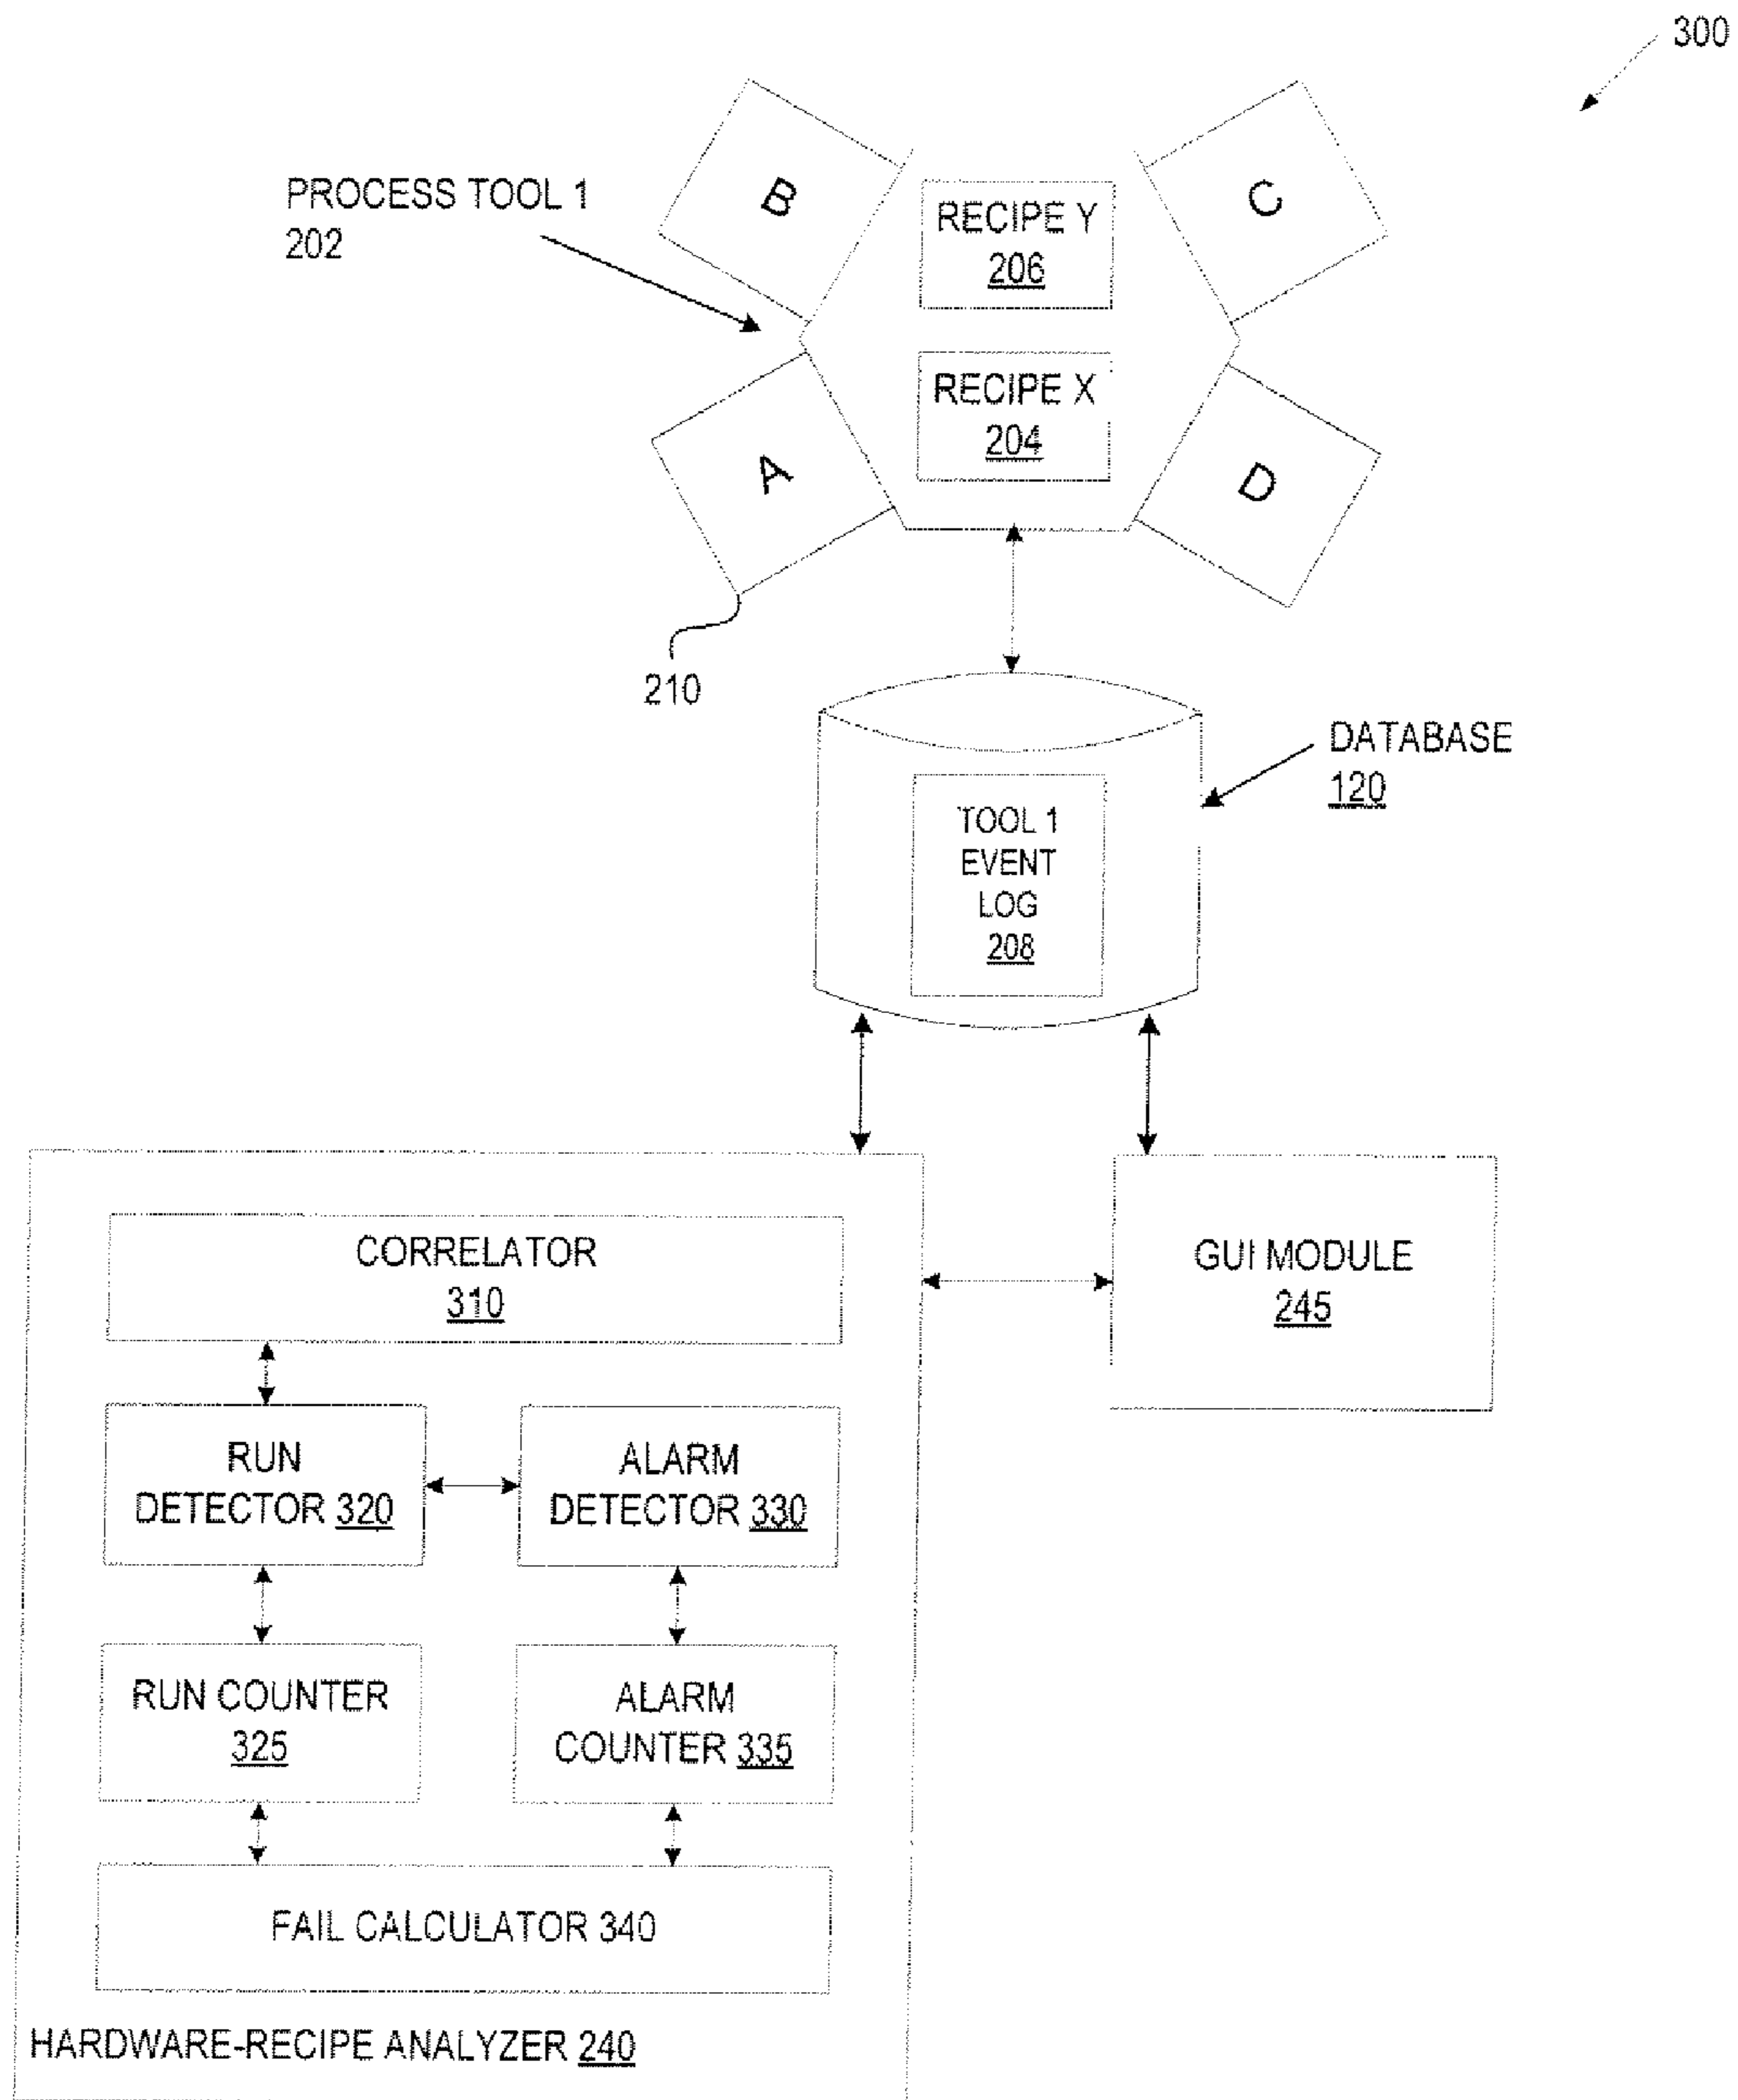 300
B
C
PROCESS TOOL 1
202
RECIPE Y
206
RECIPE X
204
A
D
210
DATABASE
120
TOOL 1
EVENT
LOG
208
CORRELATOR
310
GUI MODULE
245
RUN
DETECTOR 320
ALARM
DETECTOR 330
RUN COUNTER
325
ALARM
COUNTER 335
FAIL CALCULATOR 340
HARDWARE-RECIPE ANALYZER 240